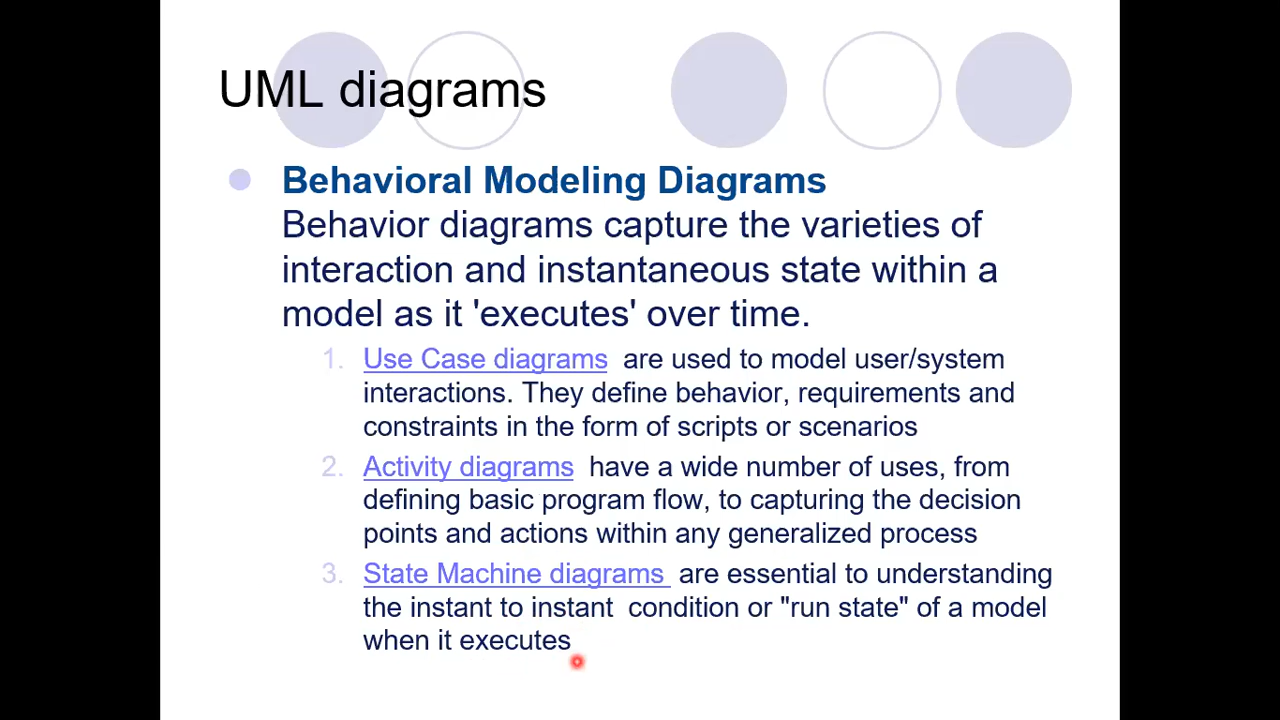 UML diagrams
Behavioral Modeling Diagrams
Behavior diagrams capture the varieties of
interaction and instantaneous state within a
model as it 'executes' over time.
1. Use Case diagrams are used to model user/system
interactions. They define behavior, requirements and
constraints in the form of scripts or scenarios
2. Activity diagrams have a wide number of uses, from
defining basic program flow, to capturing the decision
points and actions within any generalized process
3. State Machine diagrams are essential to understanding
the instant to instant condition or "run state" of a model
when it executes